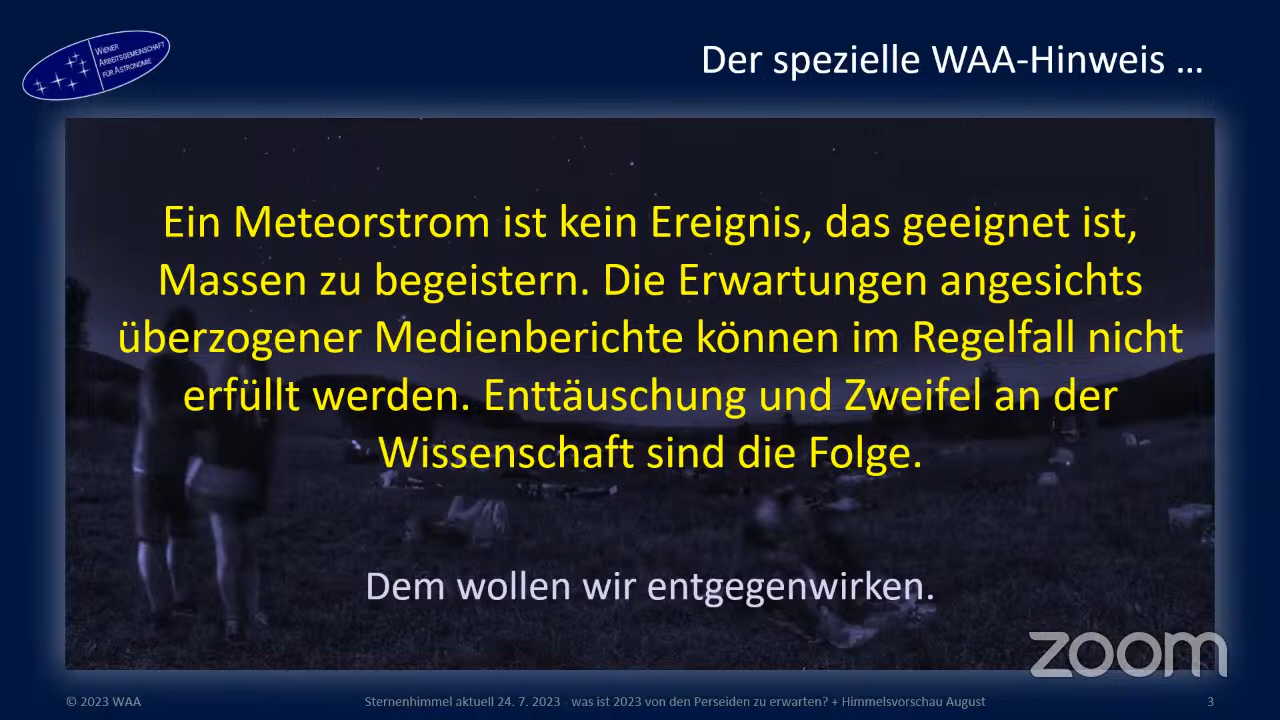 WIENER
ARBEITSGEMEINSCHAFT
FÜR ASTRONOMIE
Der spezielle WAA-Hinweis …
Ein Meteorstrom ist kein Ereignis, das geeignet ist,
Massen zu begeistern. Die Erwartungen angesichts
überzogener Medienberichte können im Regelfall nicht
erfüllt werden. Enttäuschung und Zweifel an der
Wissenschaft sind die Folge.
Dem wollen wir entgegenwirken.
zoom
© 2023 WAA
Sternenhimmel aktuell 24. 7. 2023 - was ist 2023 von den Perseiden zu erwarten? + Himmelsvorschau August
3